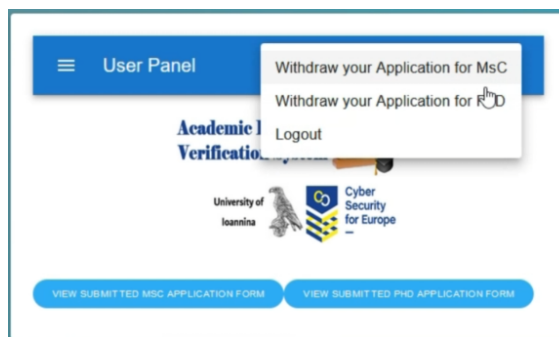 User Panel
Withdraw your Application for MsC
Withdraw your Application for
Logout
Academic
Verification
University of
Ioannina
Cyber
Security
for Europe
VIEW SUBMITTED MSC APPLICATION FORM
VIEW SUBMITTED PHD APPLICATION FORM